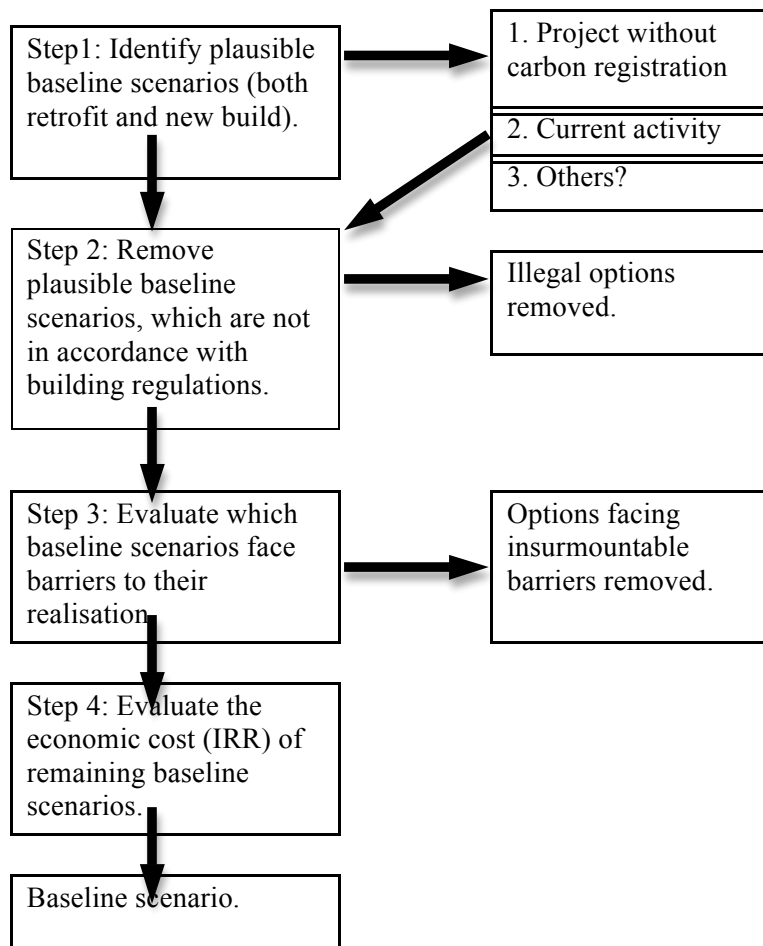 Step1: Identify plausible
baseline scenarios (both
retrofit and new build).
1. Project without
carbon registration
2. Current activity
3. Others?
Step 2: Remove
plausible baseline
scenarios, which are not
in accordance with
building regulations.
Illegal options
removed.
Step 3: Evaluate which
baseline scenarios face
barriers to their
realisation
Options facing
insurmountable
barriers removed.
Step 4: Evaluate the
economic cost (IRR) of
remaining baseline
scenarios.
Baseline scenario.